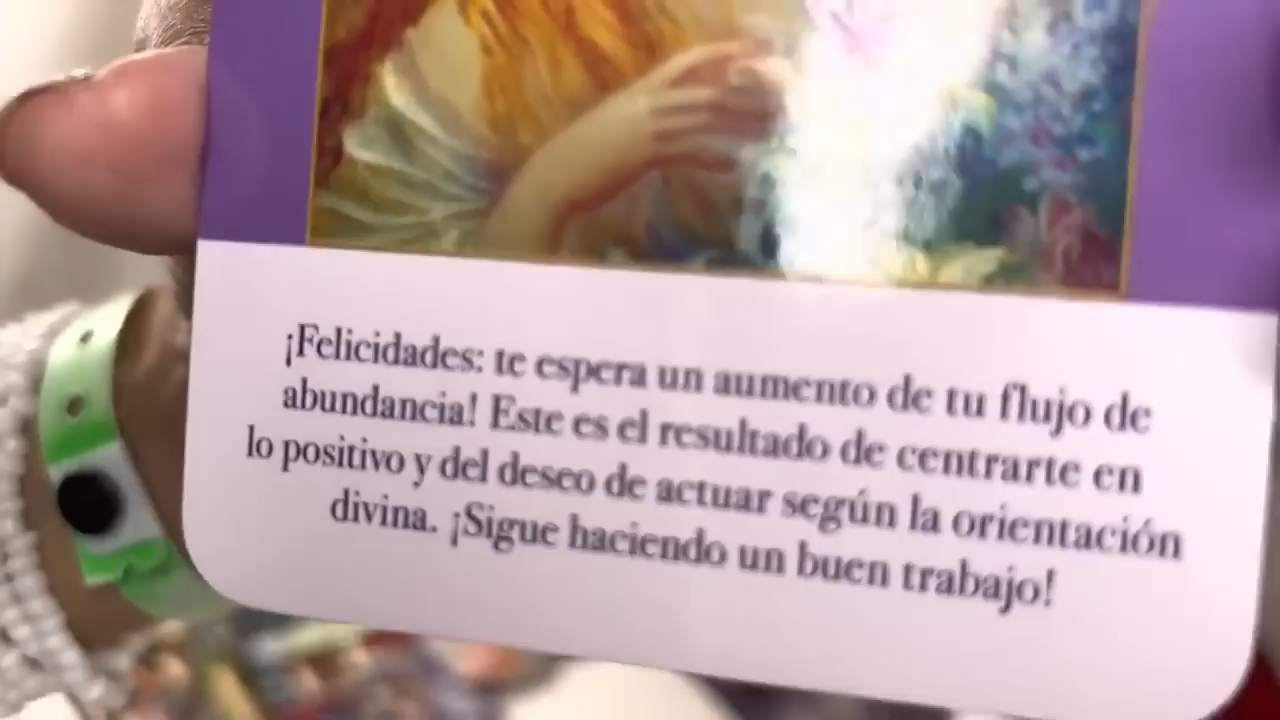 ¡Felicidades: te espera un aumento de tu flujo de
abundancia! Este es el resultado de centrarte en
lo positivo y del deseo de actuar según la orientación
divina. ¡Sigue haciendo un buen trabajo!